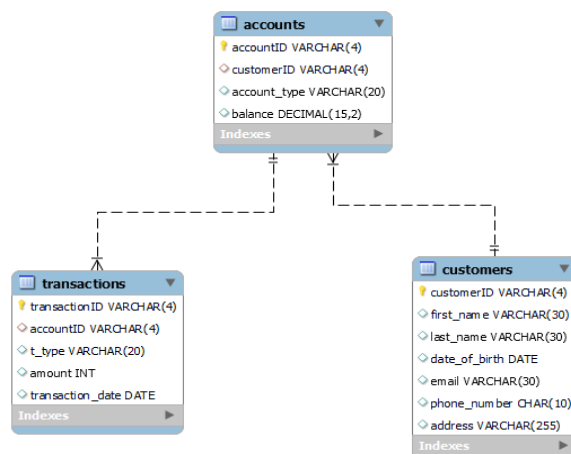 accounts
accountID VARCHAR(4)
customerID VARCHAR(4)
account_type VARCHAR(20)
balance DECIMAL(15,2)
Indexes
transactions
transactionID VARCHAR(4)
accountID VARCHAR(4)
t_type VARCHAR(20)
amount INT
transaction_date DATE
Indexes
customers
customerID VARCHAR(4)
first_name VARCHAR(30)
last_name VARCHAR(30)
date_of_birth DATE
email VARCHAR(30)
phone_number CHAR(10)
address VARCHAR(255)
Indexes